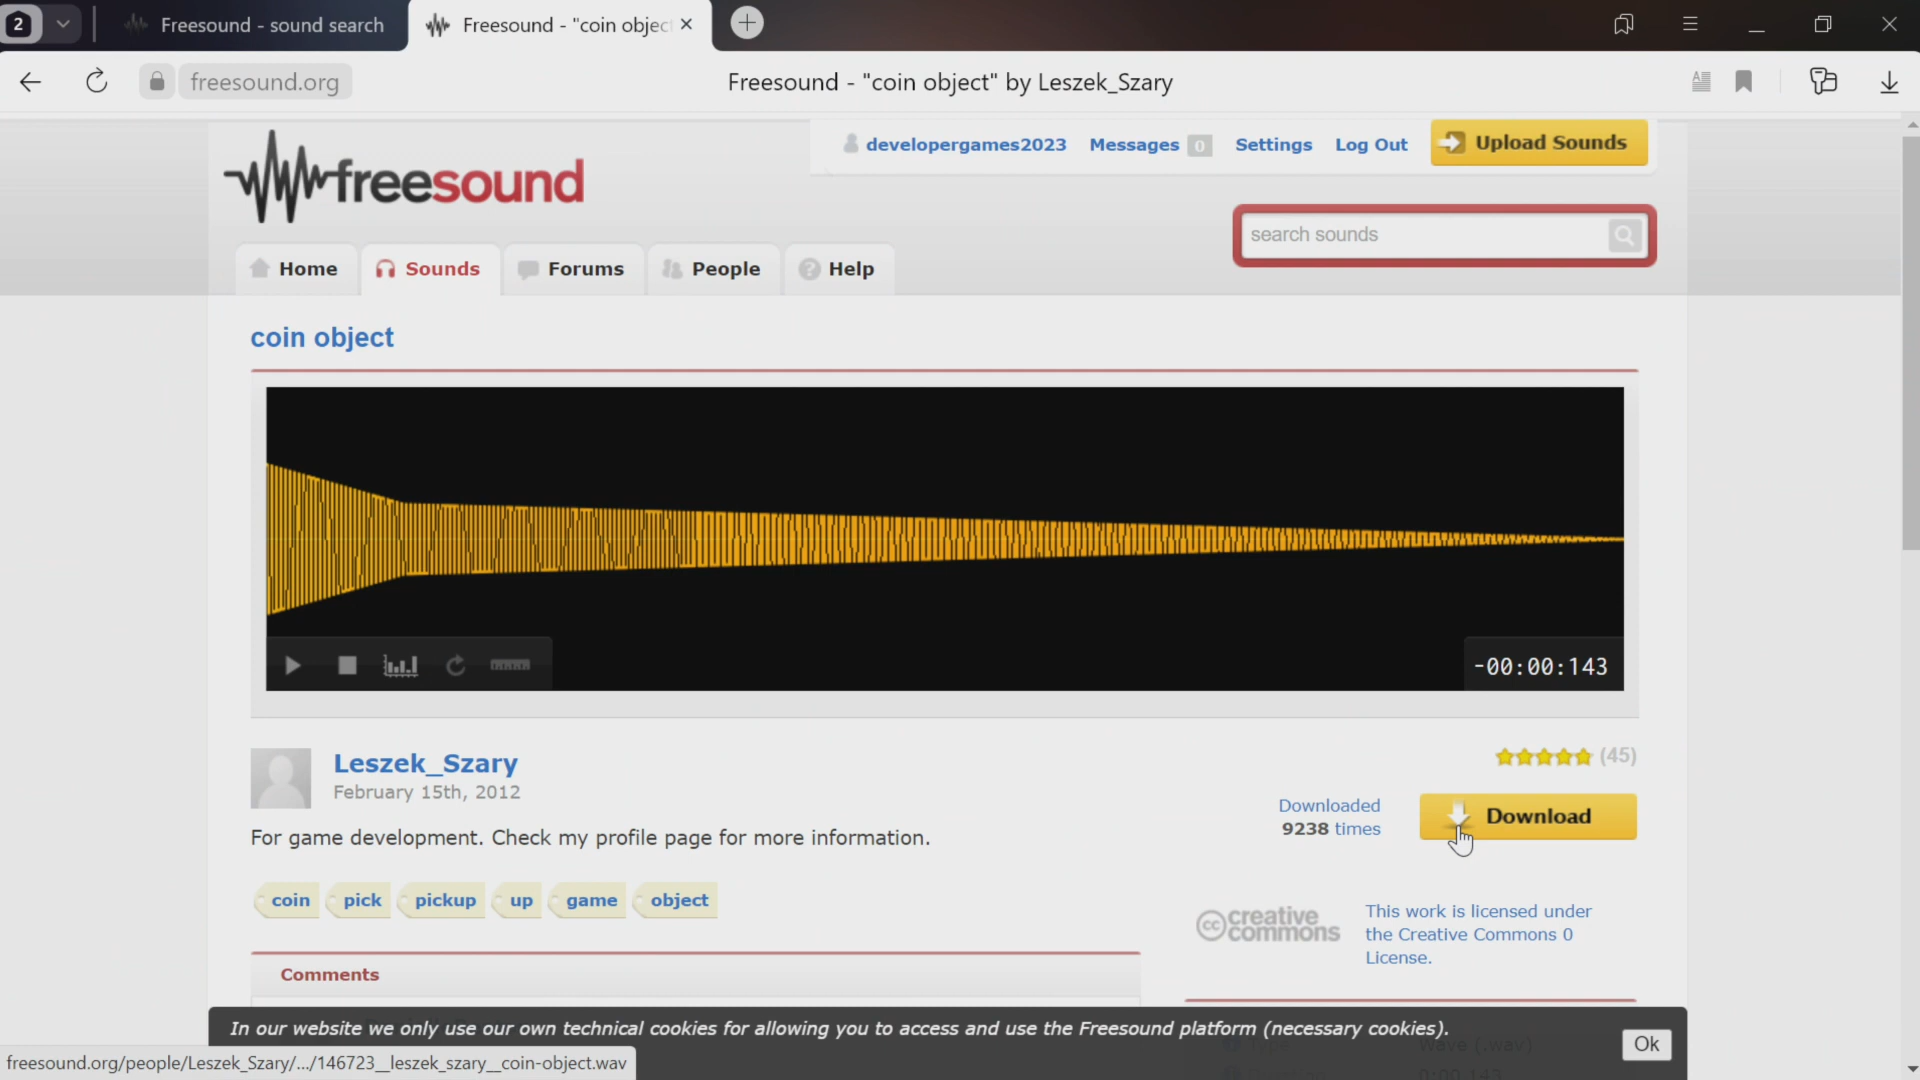 2
Freesound - sound search
Freesound - "coin objec
freesound.org
Freesound - "coin object" by Leszek_Szary
developergames2023
Messages 0
Settings
Log Out
Upload Sounds
freesound
search sounds
Home
Sounds
Forums
People
Help
coin object
-00:00:143
Leszek_Szary
February 15th, 2012
(45)
Downloaded
9238 times
Download
For game development. Check my profile page for more information.
coin
pick
pickup
up
game
object
cc creative
commons
This work is licensed under
the Creative Commons 0
License.
Comments
In our website we only use our own technical cookies for allowing you to access and use the Freesound platform (necessary cookies).
Ok
Wave (.wav)
freesound.org/people/Leszek_Szary/.../146723__leszek_szary__coin-object.wav